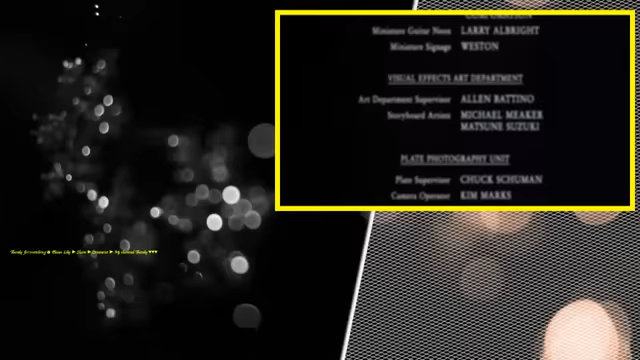 Miniature Guitar Neon LARRY ALBRIGHT
Miniature Signage WESTON
VISUAL EFFECTS ART DEPARTMENT
Art Department Supervisor ALLEN BATTINO
Storyboard Artists MICHAEL MEAKER
MATSUNE SUZUKI
PLATE PHOTOGRAPHY UNIT
Plate Supervisor CHUCK SCHUMAN
Camera Operator KIM MARKS